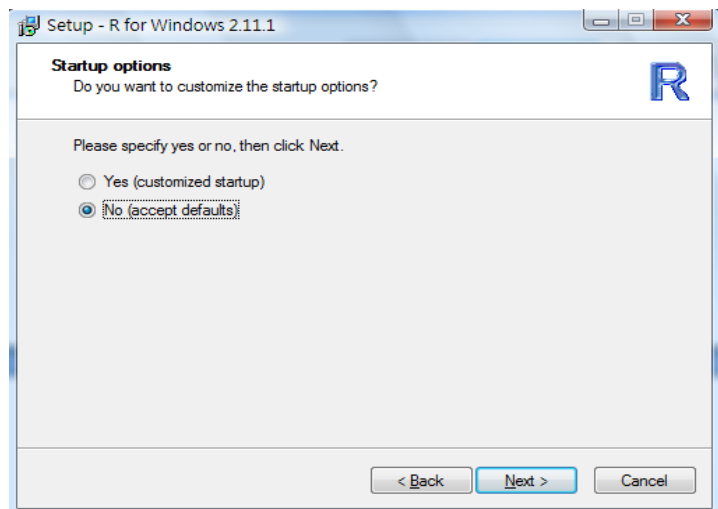 Setup - R for Windows 2.11.1
Startup options
Do you want to customize the startup options?
R
Please specify yes or no, then click Next.
Yes (customized startup)
No (accept defaults)
< Back
Next >
Cancel